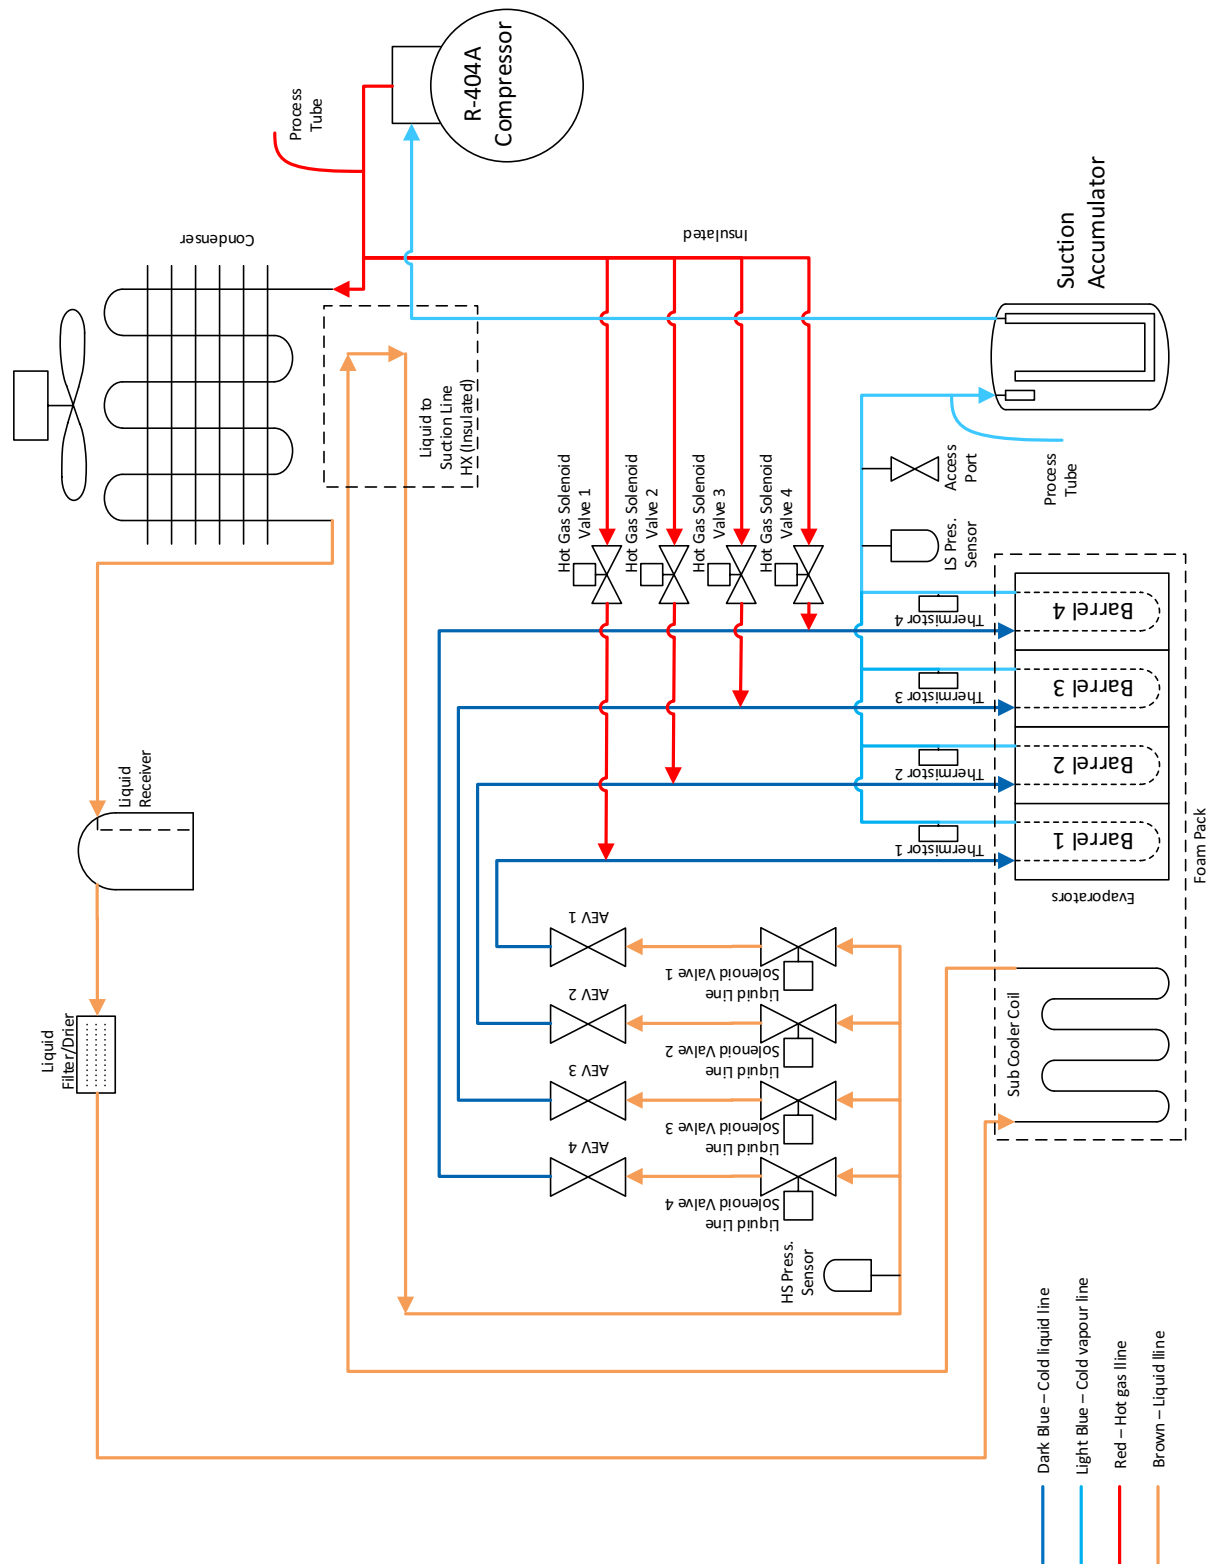 R-404A
Compressor
Process
Tube
Condenser
Insulated
Liquid to
Suction Line
HX (Insulated)
Suction
Accumulator
Hot Gas Solenoid
Valve 1
Hot Gas Solenoid
Valve 2
Hot Gas Solenoid
Valve 3
Hot Gas Solenoid
Valve 4
Access
Port
Process
Tube
LS Pres.
Sensor
Thermistor 4
Thermistor 3
Thermistor 2
Thermistor 1
Barrel 4
Barrel 3
Barrel 2
Barrel 1
Evaporators
Foam Pack
Liquid
Receiver
Liquid
Filter/Drier
AEV 1
AEV 2
AEV 3
AEV 4
Liquid Line
Solenoid Valve 1
Liquid Line
Solenoid Valve 2
Liquid Line
Solenoid Valve 3
Liquid Line
Solenoid Valve 4
Sub Cooler Coil
HS Press.
Sensor
Dark Blue – Cold liquid line
Light Blue – Cold vapour line
Red – Hot gas lline
Brown – Liquid lline